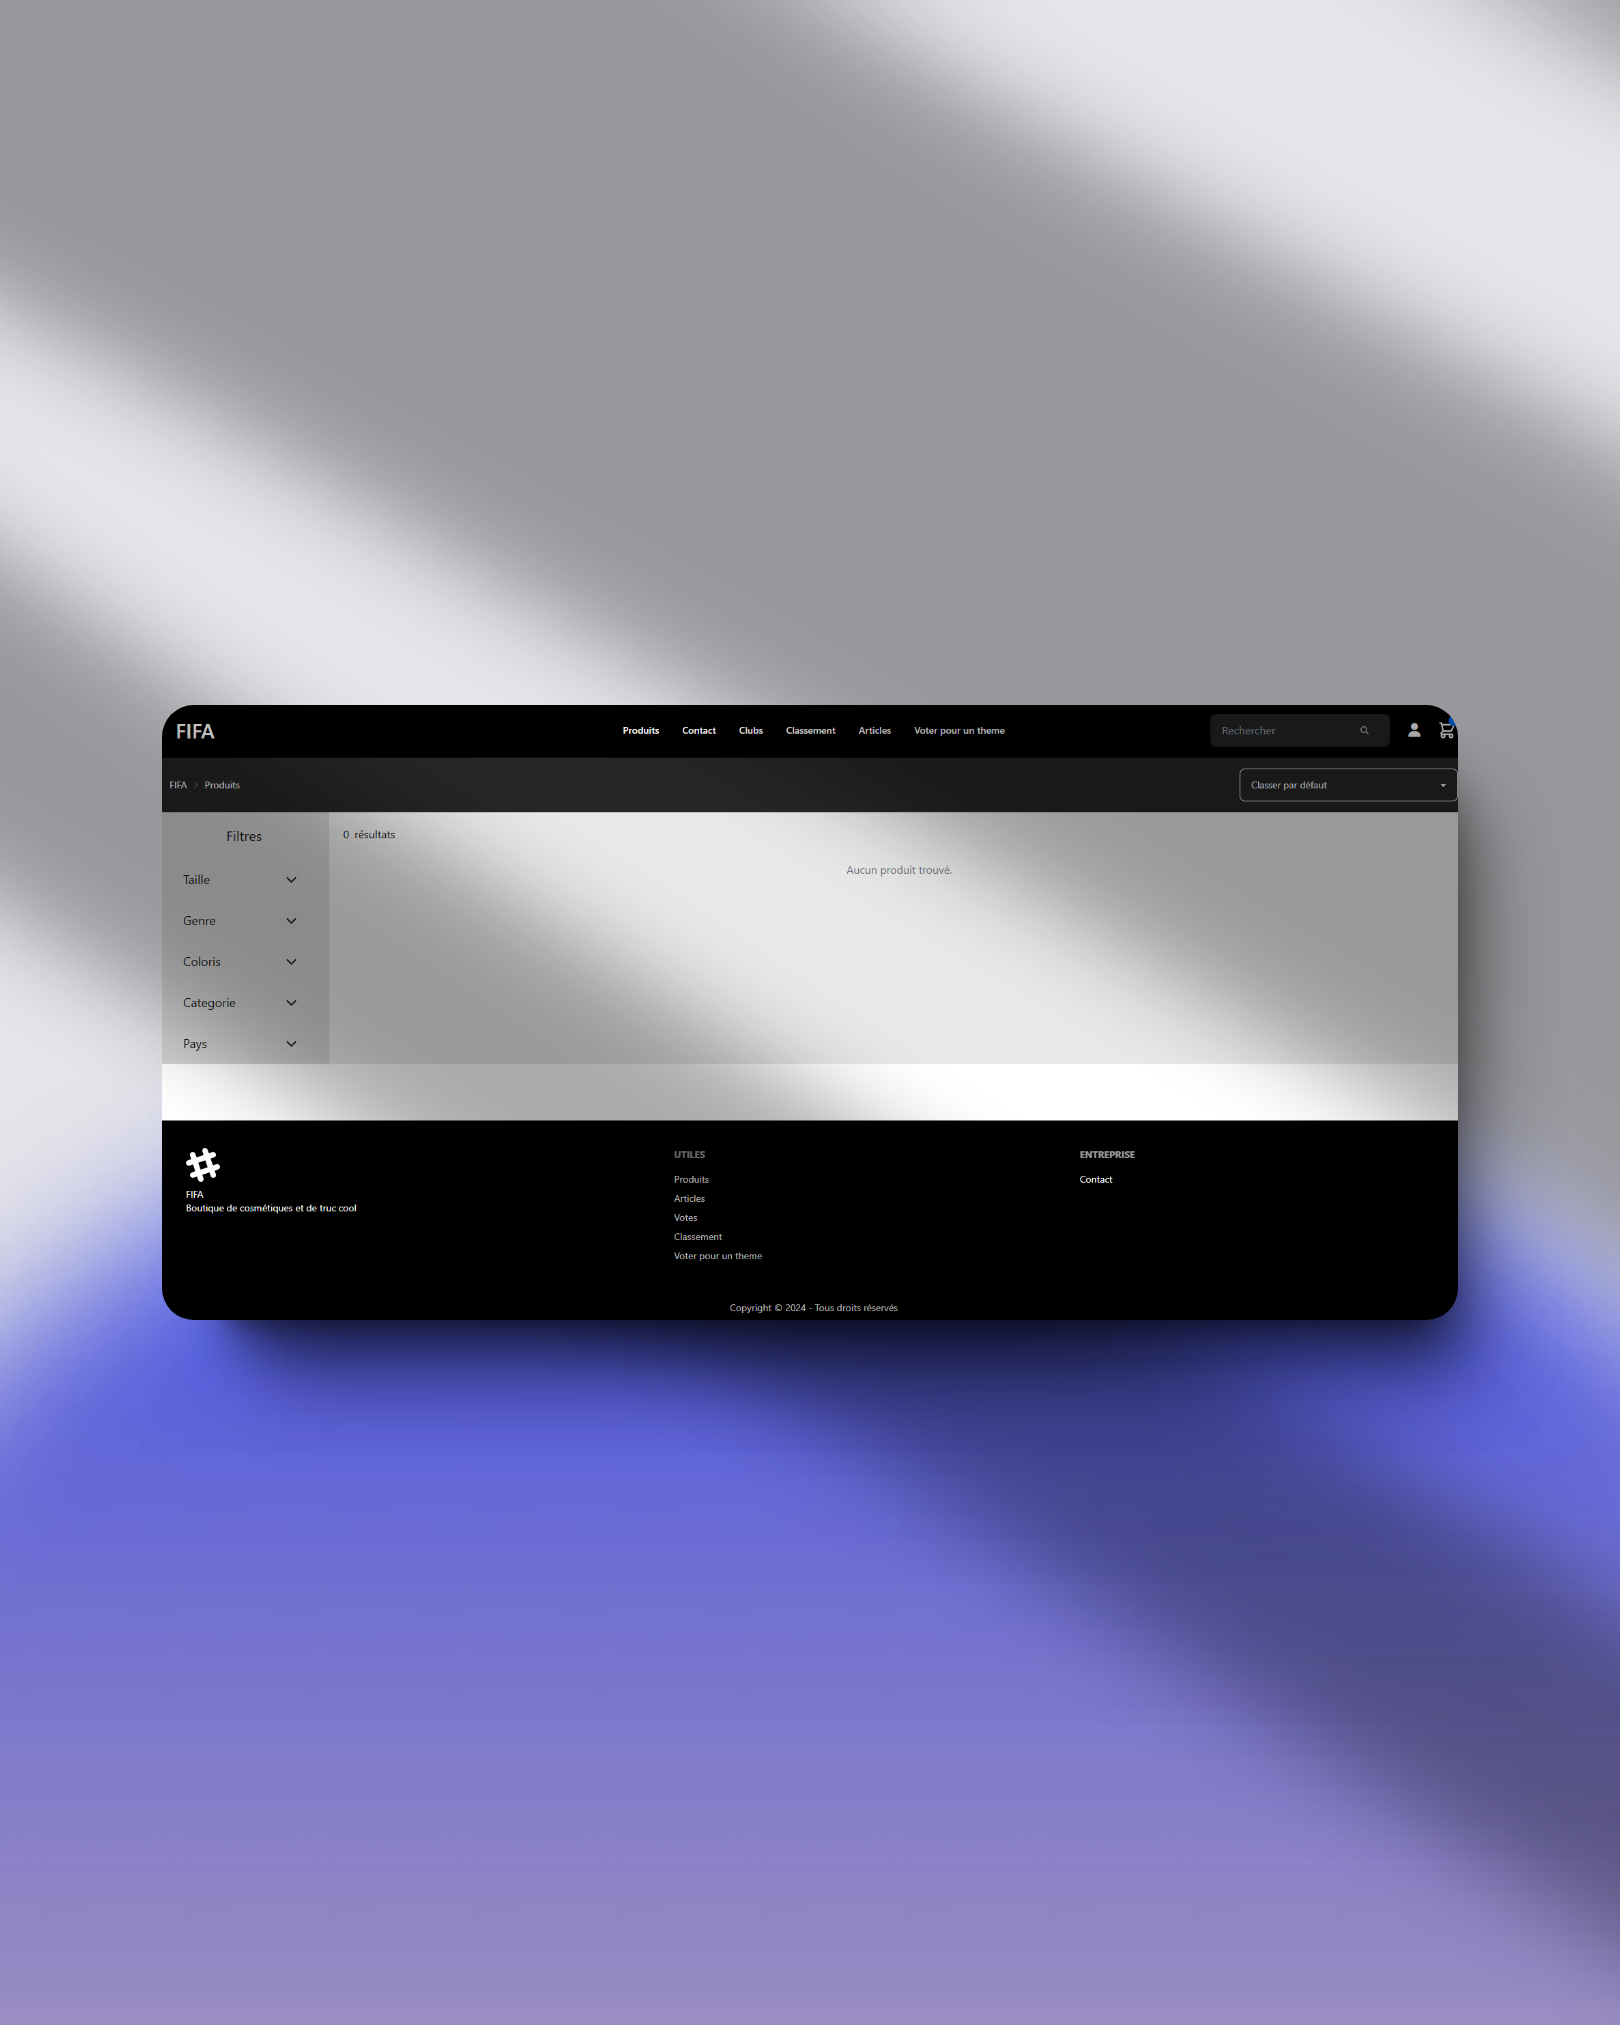 FIFA
Produits Contact Clubs Classement Articles Voter pour un theme
Rechercher
FIFA > Produits
Classer par défaut
Filtres
Taille
Genre
Coloris
Categorie
Pays
0 résultats
Aucun produit trouvé.
FIFA
Boutique de cosmétiques et de truc cool
UTILES
Produits
Articles
Votes
Classement
Voter pour un theme
ENTREPRISE
Contact
Copyright © 2024 - Tous droits réservés